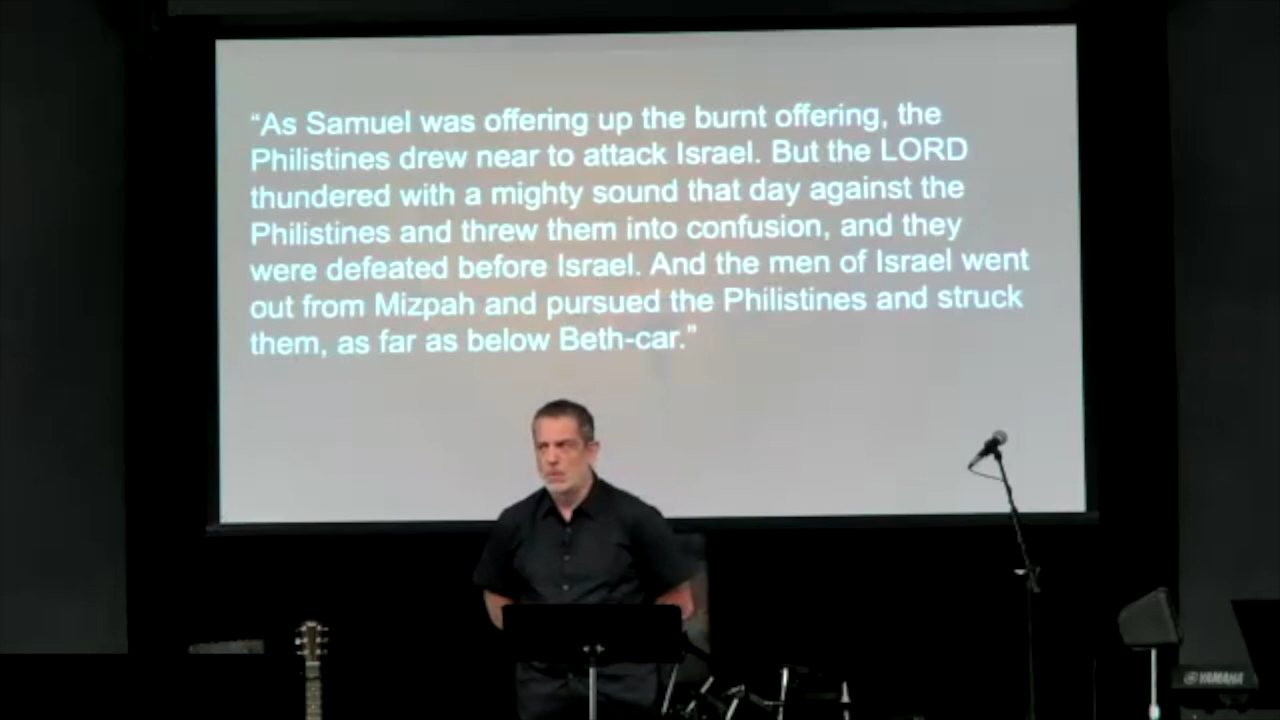 “As Samuel was offering up the burnt offering, the
Philistines drew near to attack Israel. But the LORD
thundered with a mighty sound that day against the
Philistines and threw them into confusion, and they
were defeated before Israel. And the men of Israel went
out from Mizpah and pursued the Philistines and struck
them, as far as below Beth-car.”
YAMAHA